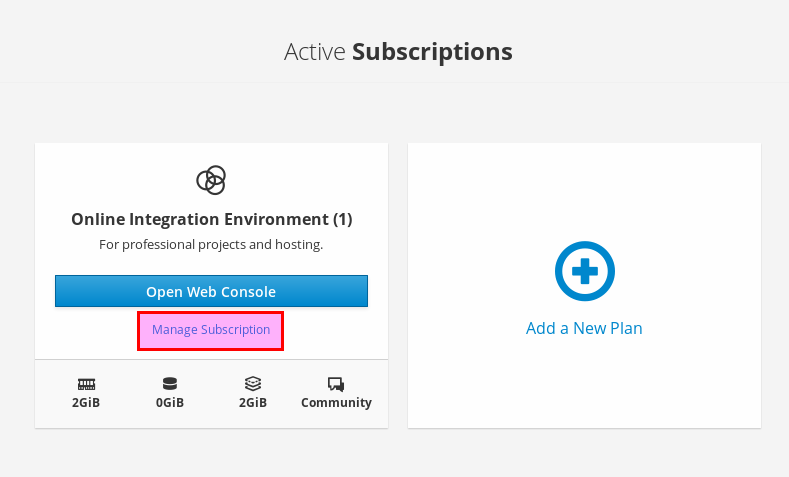 Active Subscriptions
Online Integration Environment (1)
For professional projects and hosting.
Open Web Console
Manage Subscription
2GiB 0GiB 2GiB Community
Add a New Plan